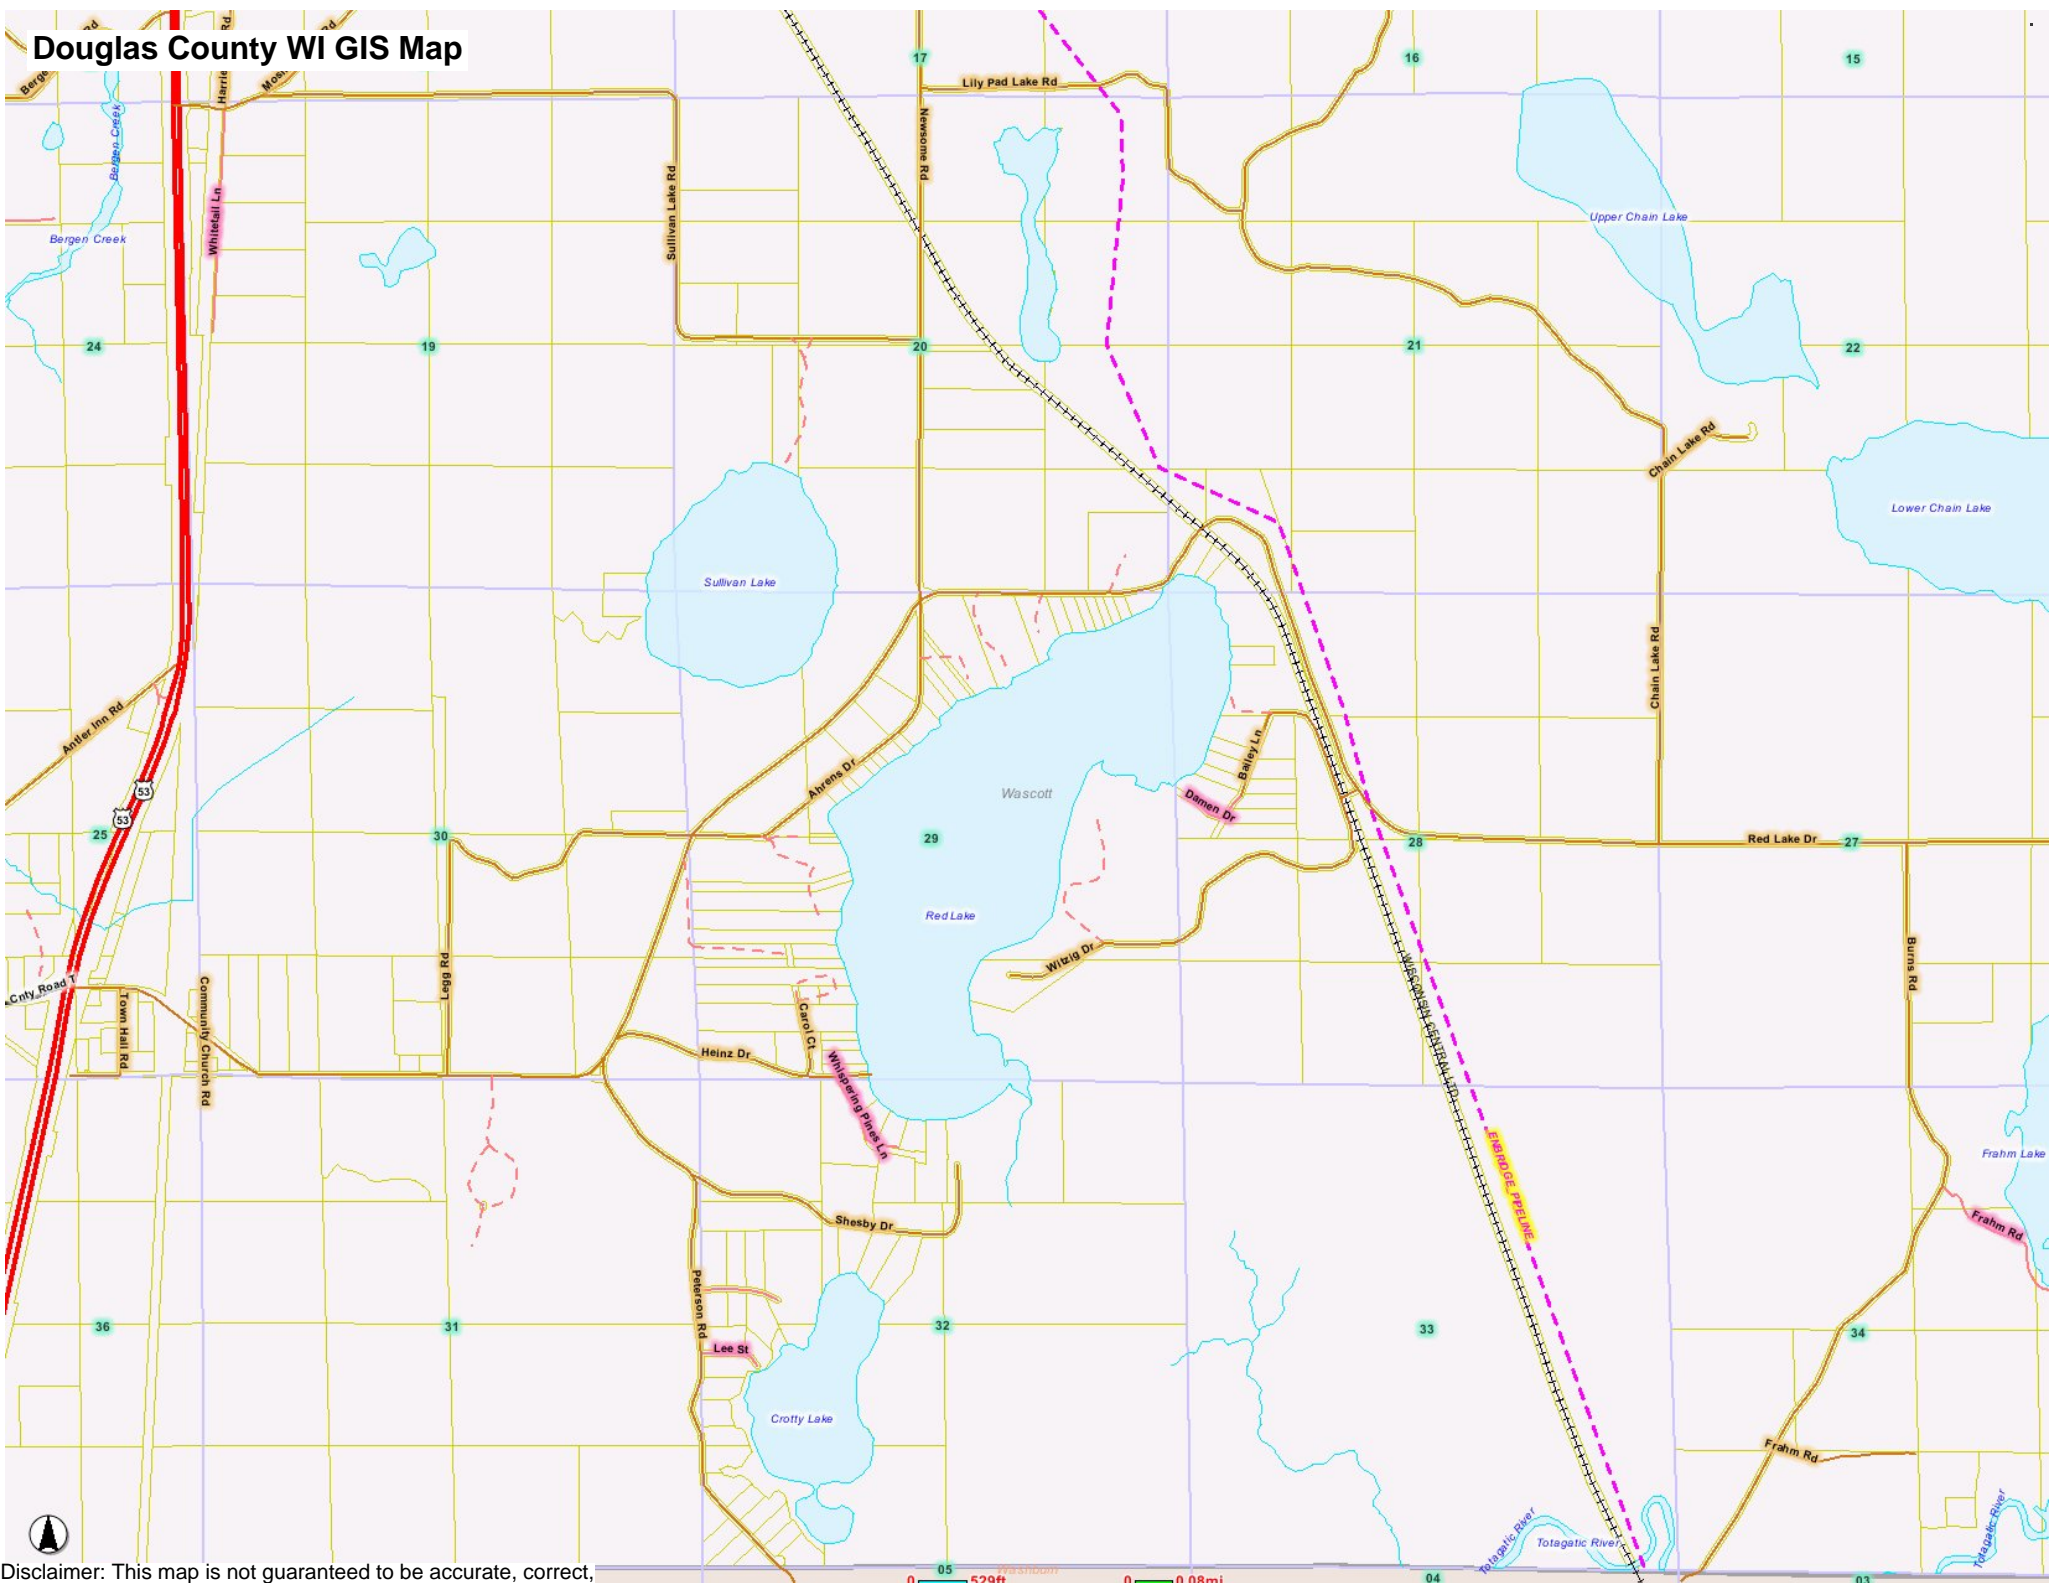 Douglas County WI GIS Map
17
16
15
Lily Pad Lake Rd
Newsome Rd
Bergen Creek
Whitetail Ln
Sullivan Lake Rd
Bergen Creek
Upper Chain Lake
24
19
20
21
22
Chain Lake Rd
Lower Chain Lake
Sullivan Lake
Chain Lake Rd
Antler Inn Rd
Bailey Ln
Ahrens Dr
53
53
Wascott
Damen Dr
25
30
29
28
Red Lake Dr
27
Red Lake
Witzig Dr
Burns Rd
Legg Rd
Cnty Road T
Town Hall Rd
Community Church Rd
Carol Ct
WISCONSIN CENTRAL LTD.
Heinz Dr
Whispering Pines Ln
ENBRIDGE_PIPELINE
Frahm Lake
Shesby Dr
Frahm Rd
Peterson Rd
36
31
32
33
34
Lee St
Crotty Lake
Frahm Rd
Totagatic River
Totagatic River
Totagatic River
Disclaimer: This map is not guaranteed to be accurate, correct,
05
Washburn
04
03
0 529ft
0 0.08mi